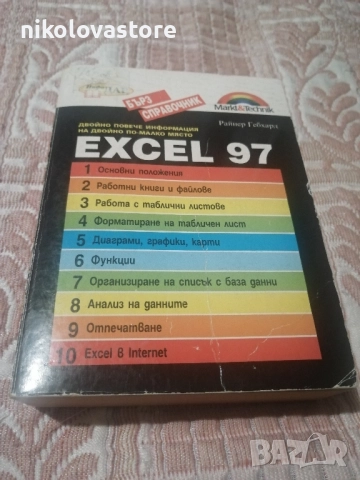 nikolovastore
БЪРЗ
СПРАВОЧНИК
Markt&Technik
ДВОЙНО ПОВЕЧЕ ИНФОРМАЦИЯ
НА ДВОЙНО ПО-МАЛКО МЯСТО
Райнер Гебхард
EXCEL 97
1 Основни положения
2 Работни книги и файлове
3 Работа с таблични листове
4 Форматиране на табличен лист
5 Диаграми, графики, карти
6 Функции
7 Организиране на списък с база данни
8 Анализ на данните
9 Отпечатване
10 Excel в Internet
BAZAR